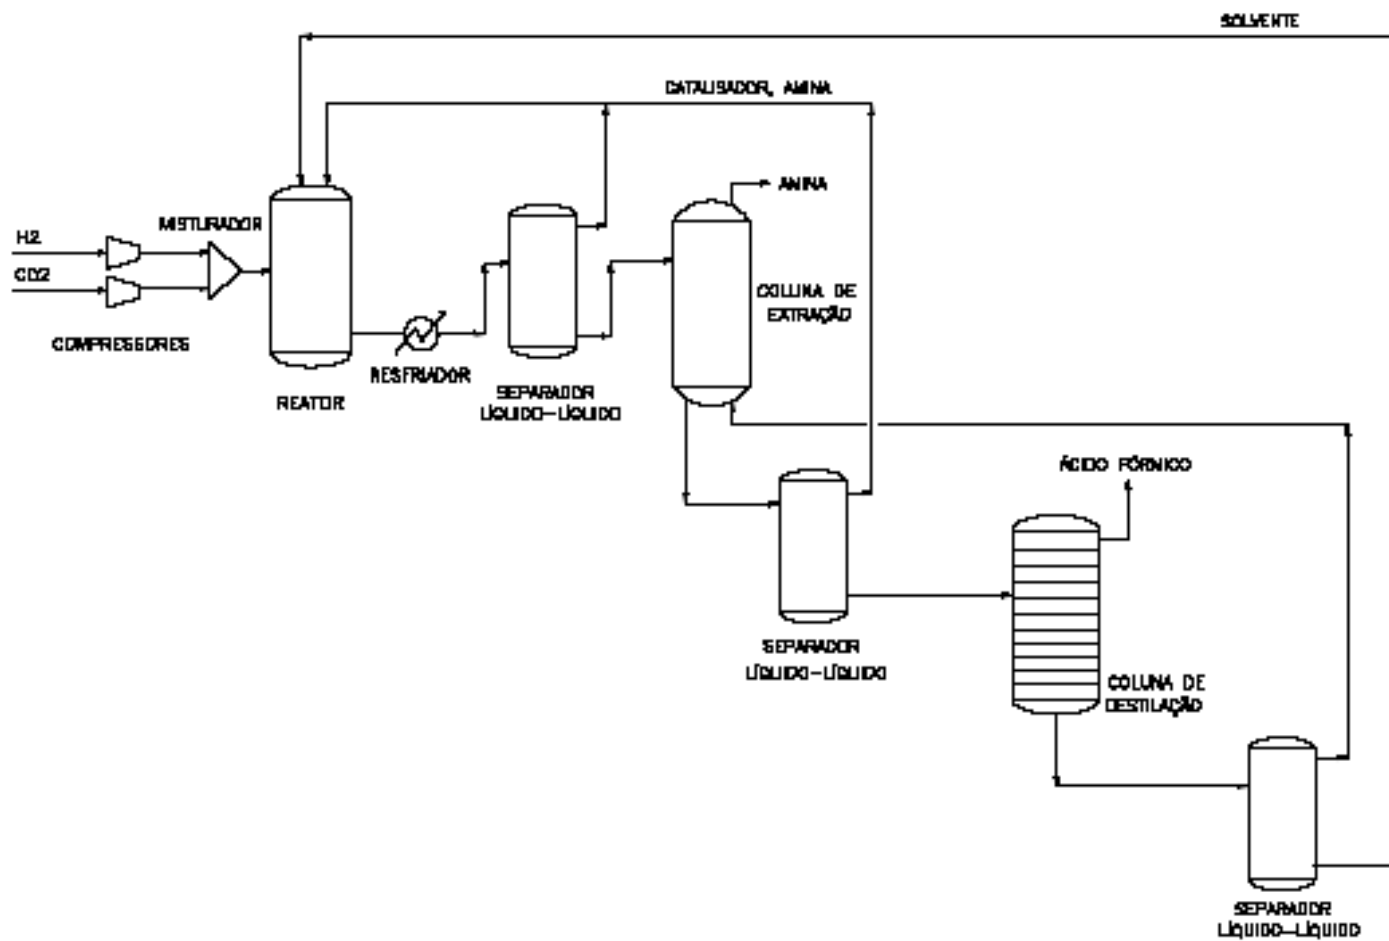 SOLVENTE
CATALISADOR, AMINA
AMINA
MISTURADOR
H2
CO2
COLUNA DE
EXTRAÇÃO
COMPRESSORES
RESFRIADOR
REATOR
SEPARADOR
LÍQUIDO-LÍQUIDO
ÁCIDO FÓRMICO
SEPARADOR
LÍQUIDO-LÍQUIDO
COLUNA DE
DESTILAÇÃO
SEPARADOR
LÍQUIDO-LÍQUIDO